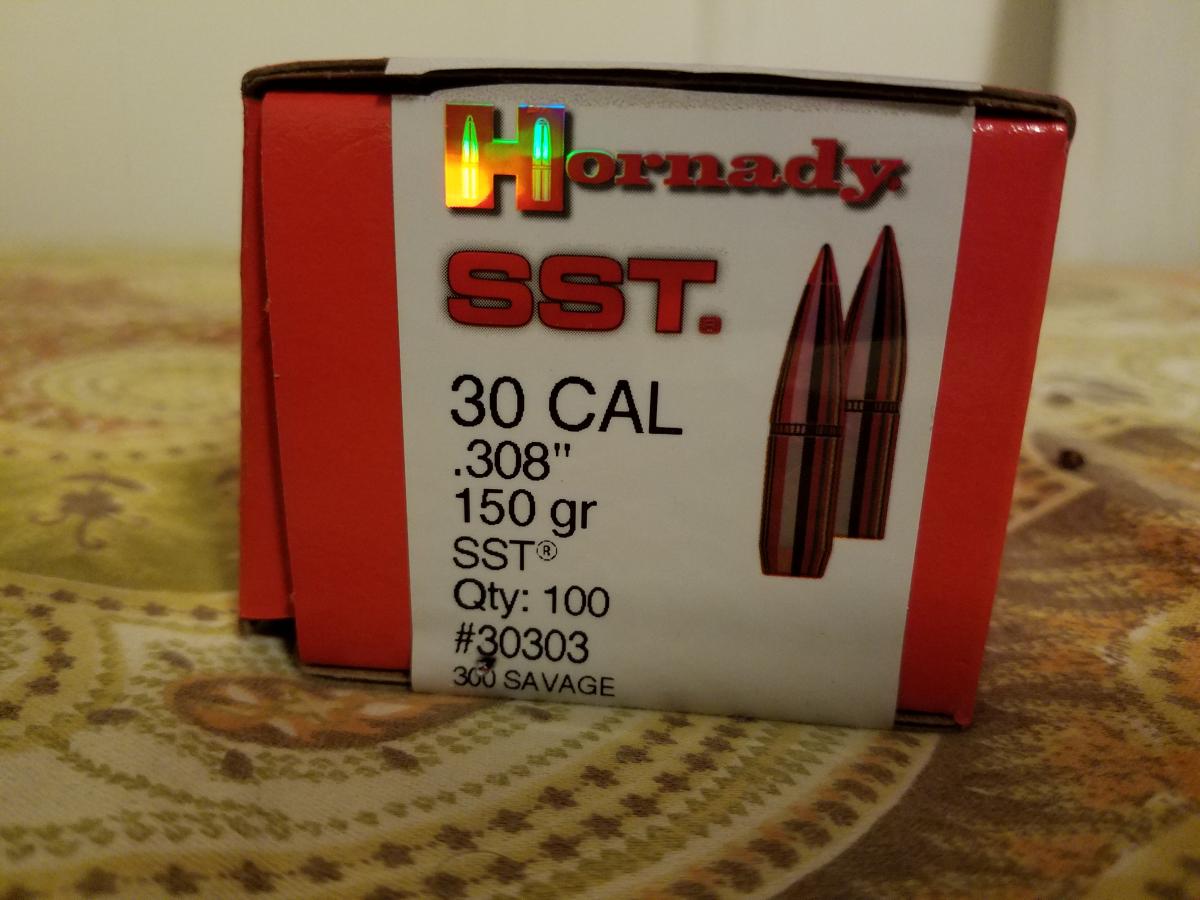 Hornady®
SST®
30 CAL
.308"
150 gr
SST®
Qty: 100
#30303
300 SAVAGE